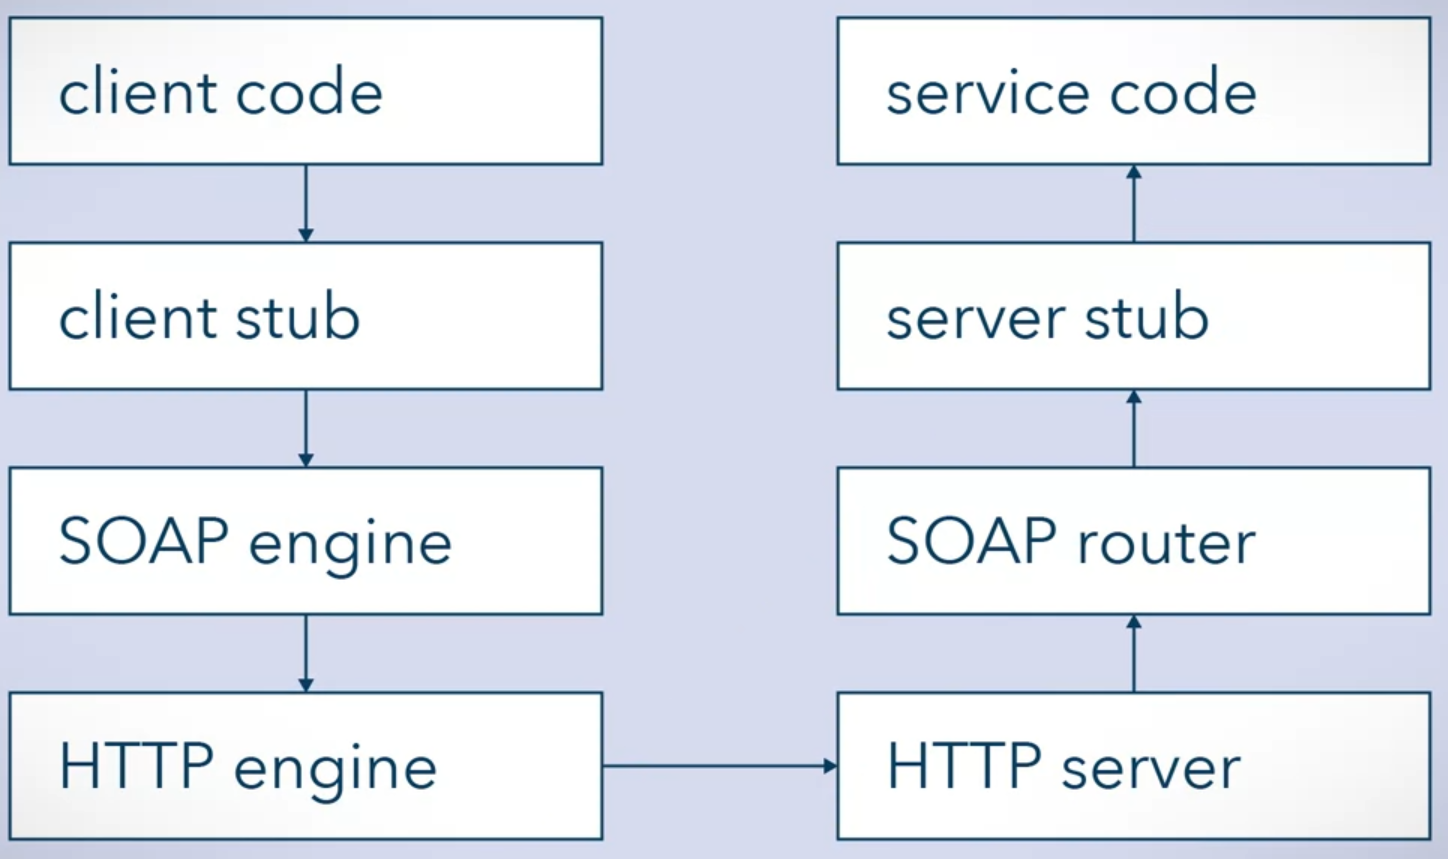 client code
client stub
SOAP engine
HTTP engine
service code
server stub
SOAP router
HTTP server